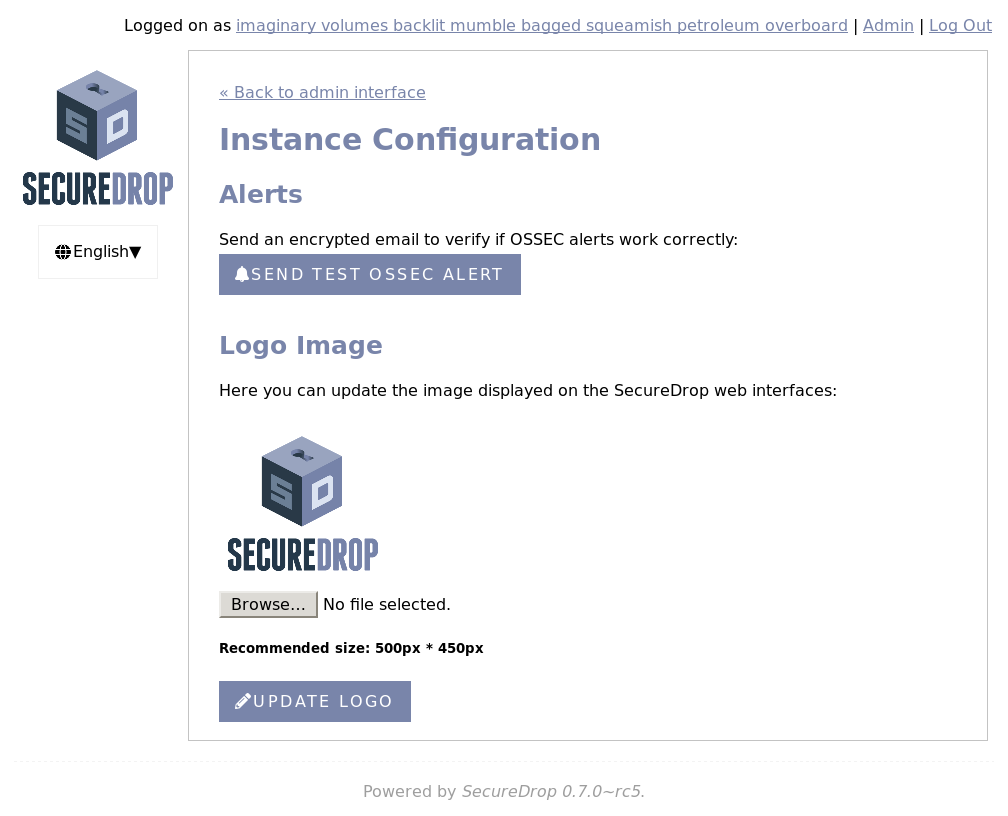 Logged on as imaginary volumes backlit mumble bagged squeamish petroleum overboard | Admin | Log Out
SD
SECUREDROP
English▼
« Back to admin interface
Instance Configuration
Alerts
Send an encrypted email to verify if OSSEC alerts work correctly:
SEND TEST OSSEC ALERT
Logo Image
Here you can update the image displayed on the SecureDrop web interfaces:
SD
SECUREDROP
Browse... No file selected.
Recommended size: 500px * 450px
UPDATE LOGO
Powered by SecureDrop 0.7.0~rc5.